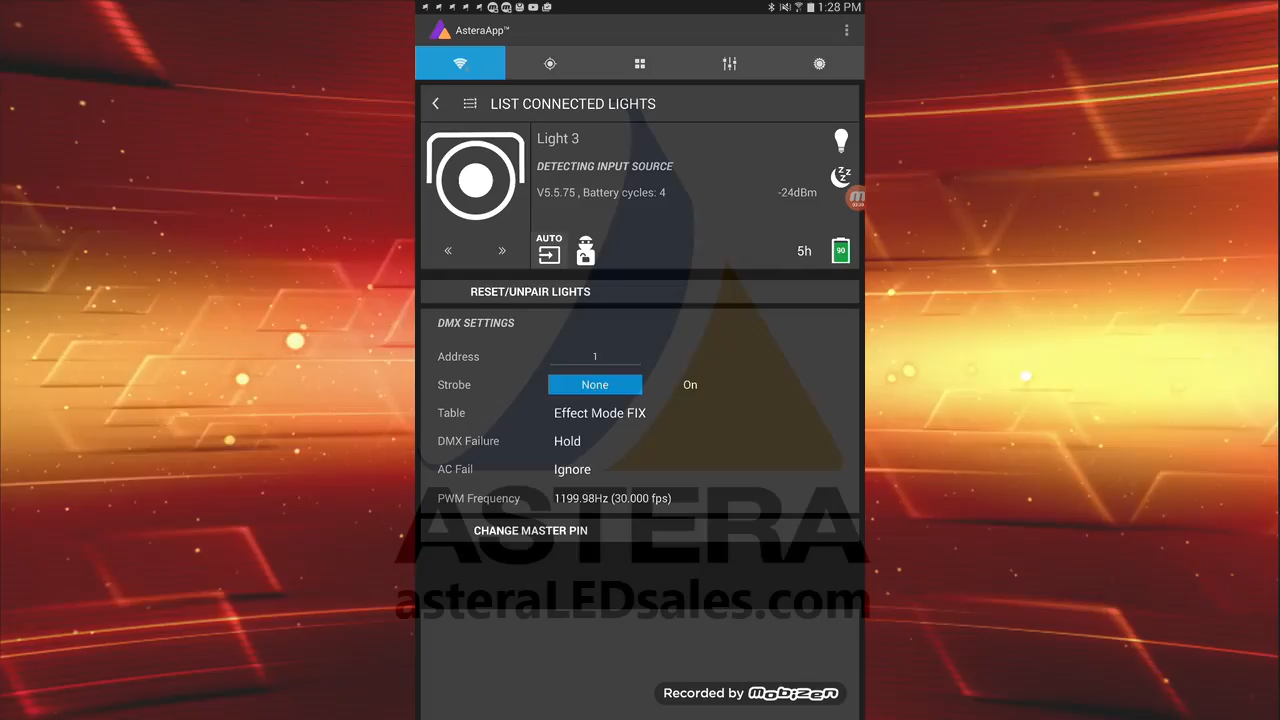 1:28 PM
AsteraApp™
LIST CONNECTED LIGHTS
Light 3
DETECTING INPUT SOURCE
V5.5.75 , Battery cycles: 4 -24dBm
« » AUTO 5h 90
RESET/UNPAIR LIGHTS
DMX SETTINGS
Address 1
Strobe None On
Table Effect Mode FIX
DMX Failure Hold
AC Fail Ignore
PWM Frequency 1199.98Hz (30.000 fps)
CHANGE MASTER PIN
ASTERA
asteraLEDsales.com
Recorded by Mobizen